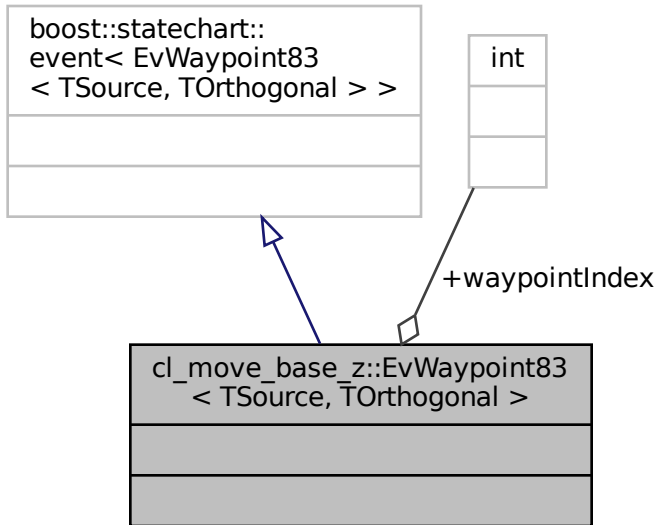 boost::statechart::
event< EvWaypoint83
< TSource, TOrthogonal > >
int
+waypointIndex
cl_move_base_z::EvWaypoint83
< TSource, TOrthogonal >